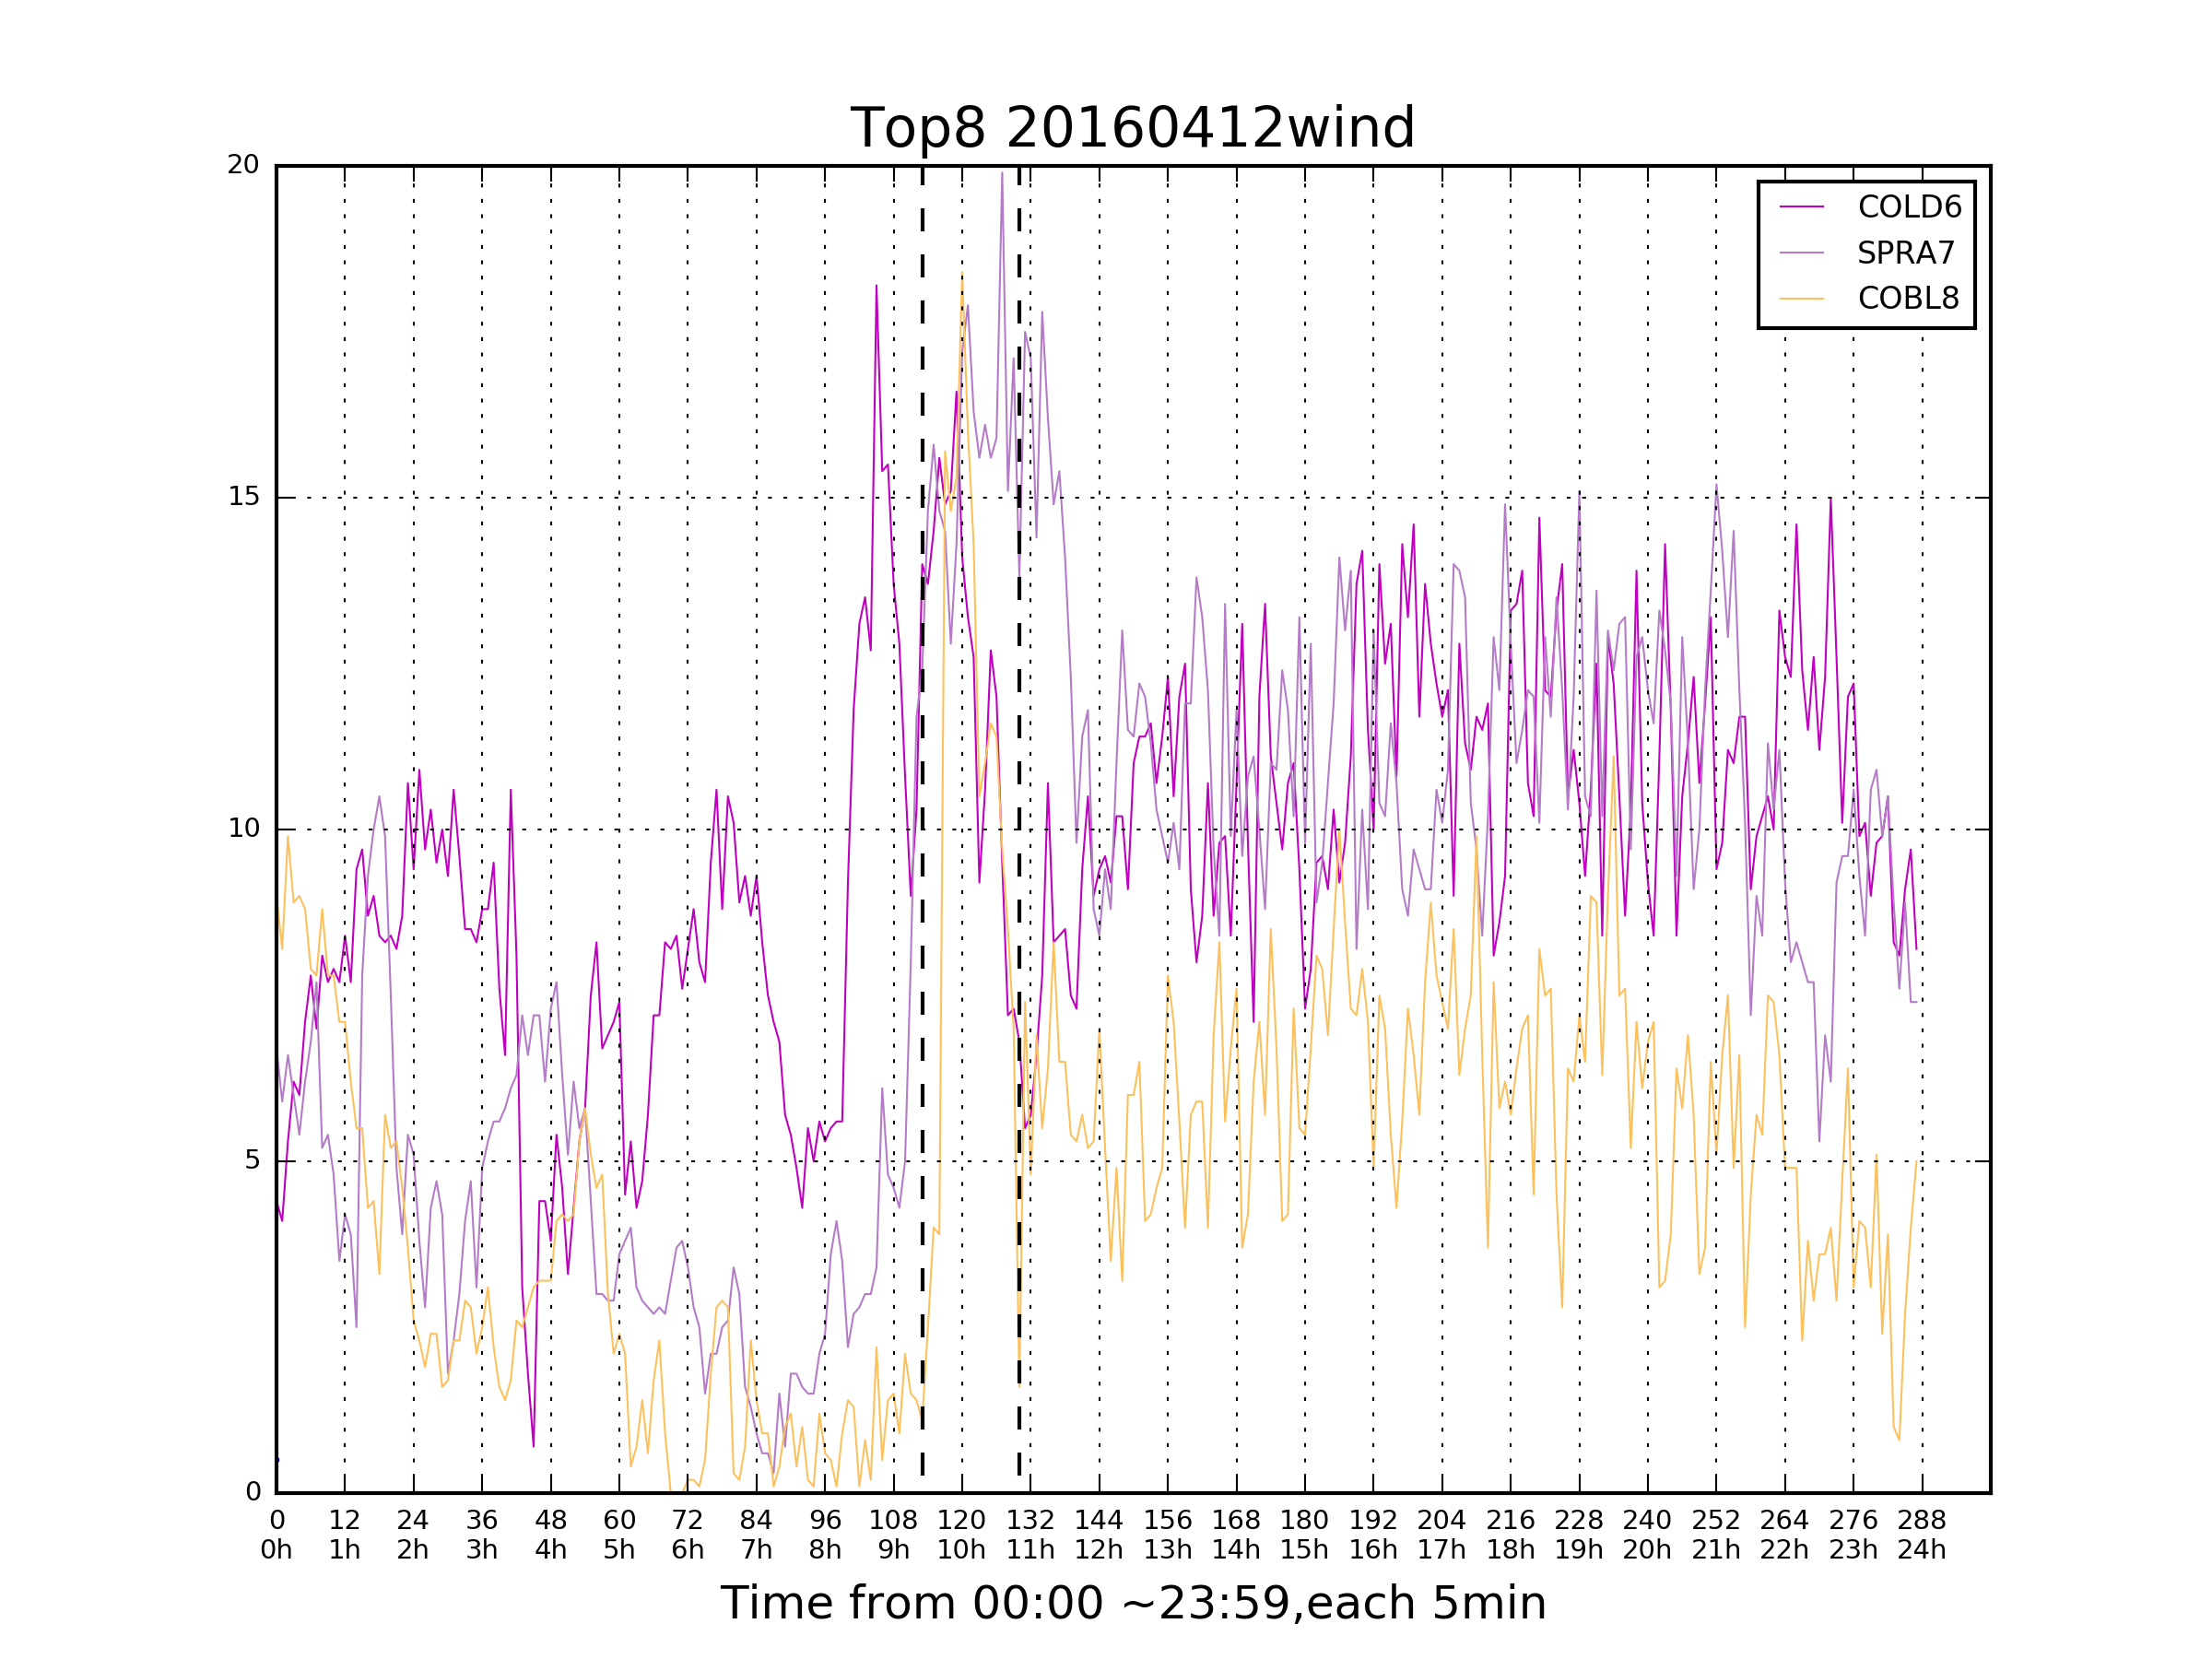 Top8 20160412wind
20
15
10
5
0
COLD6
SPRA7
COBL8
0 12 24 36 48 60 72 84 96 108 120 132 144 156 168 180 192 204 216 228 240 252 264 276 288
0h 1h 2h 3h 4h 5h 6h 7h 8h 9h 10h 11h 12h 13h 14h 15h 16h 17h 18h 19h 20h 21h 22h 23h 24h
Time from 00:00 ~23:59,each 5min